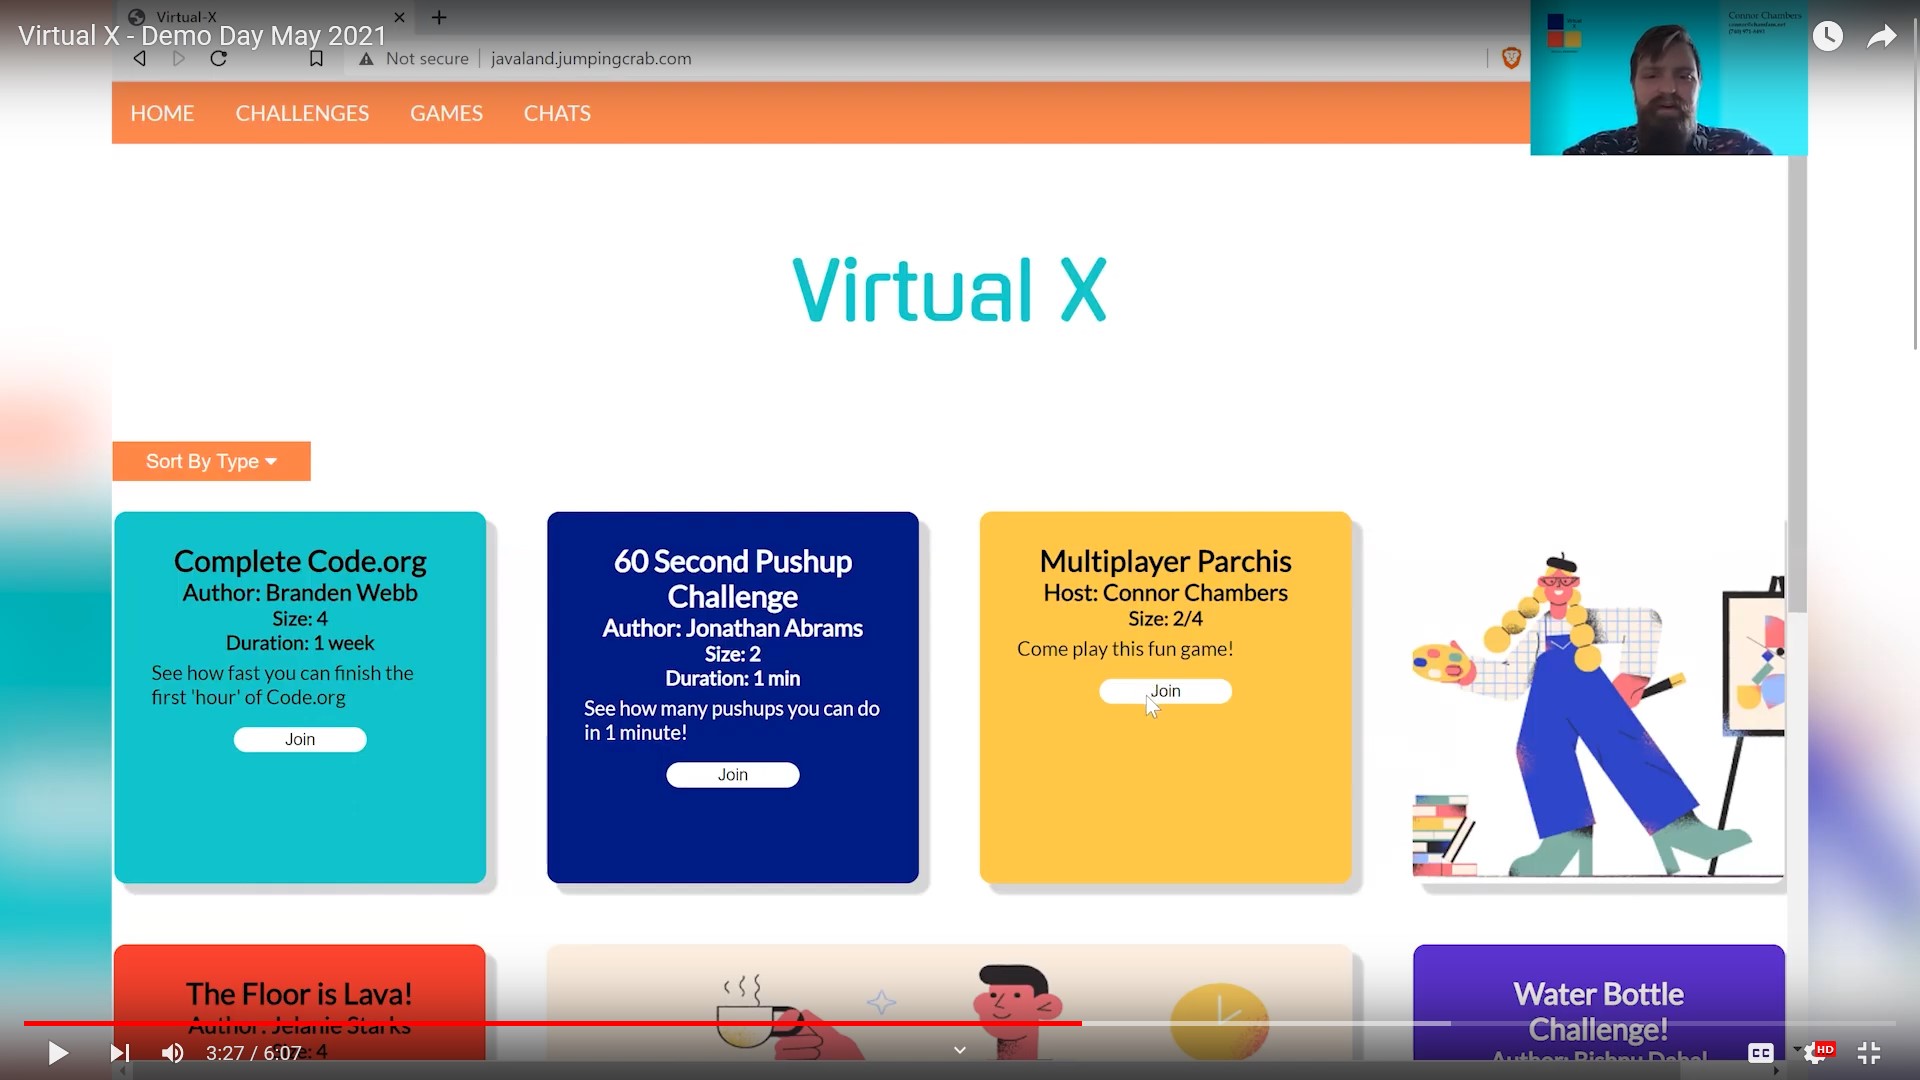 Virtual-X
Virtual X - Demo Day May 2021
Connor Chambers
Not secure
javaland.jumpingcrab.com
HOME
CHALLENGES
GAMES
CHATS
Virtual X
Sort By Type
Complete Code.org
Author: Branden Webb
Size: 4
Duration: 1 week
See how fast you can finish the
first 'hour' of Code.org
Join
60 Second Pushup
Challenge
Author: Jonathan Abrams
Size: 2
Duration: 1 min
See how many pushups you can do
in 1 minute!
Join
Multiplayer Parchis
Host: Connor Chambers
Size: 2/4
Come play this fun game!
Join
The Floor is Lava!
Author: Jelanie Starks
Size: 4
Water Bottle
Challenge!
Author: Bishnu Dahal
3:27 / 6:07
CC
HD